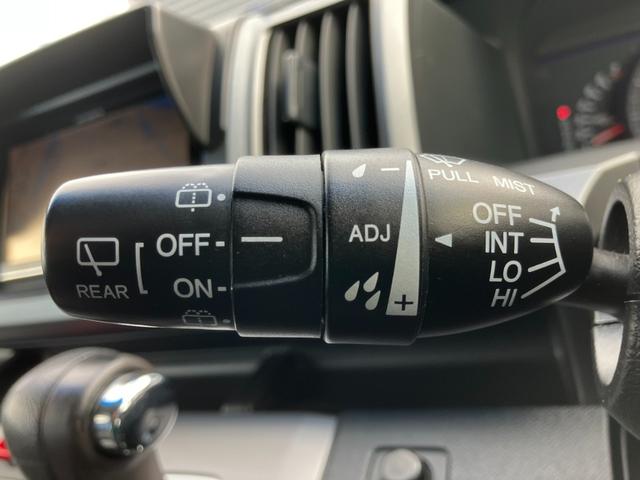 PULL MIST
OFF
INT
LO
HI
ADJ
−
+
OFF
ON
REAR